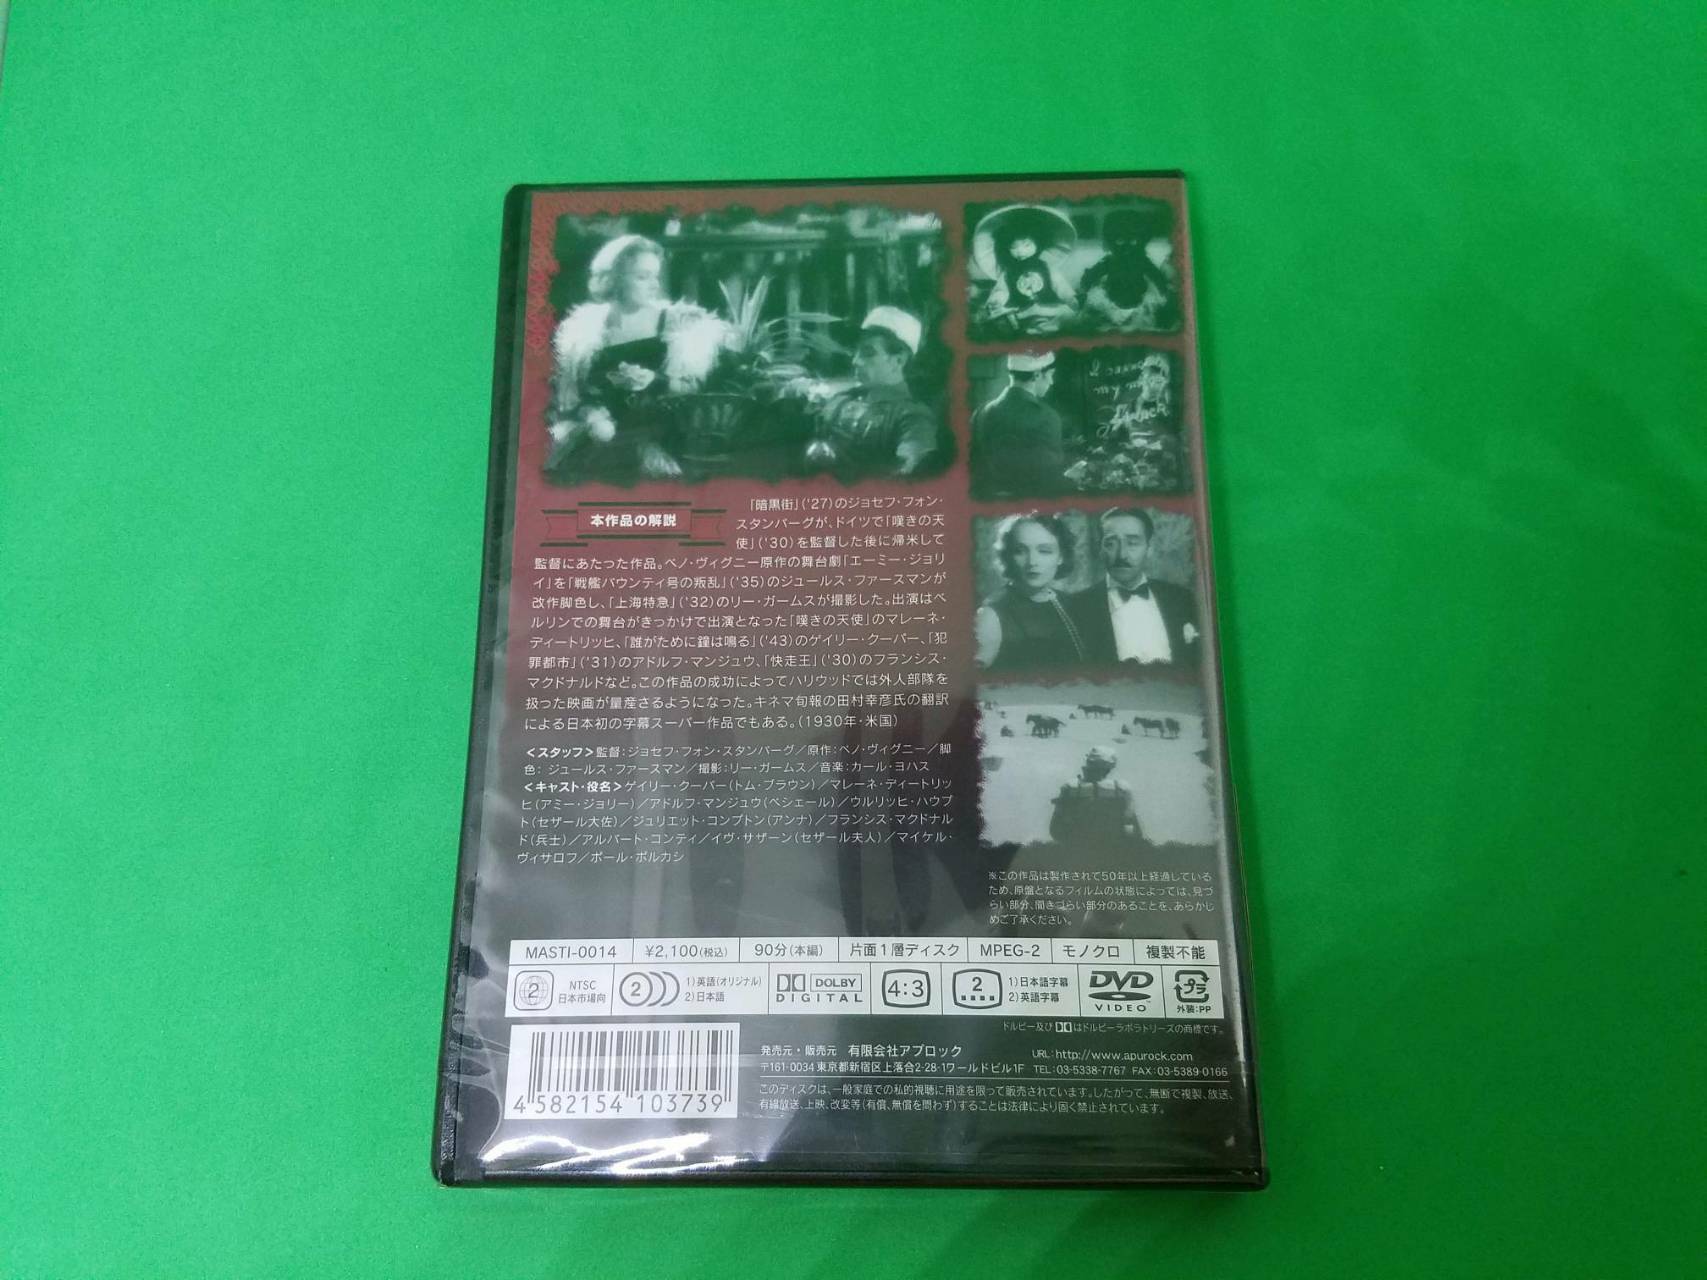 「暗黒街」('27)のジョセフ・フォン・
本作品の解説
スタンバーグが、ドイツで「嘆きの天
使」('30)を監督した後に帰米して
監督にあたった作品。ベノ・ヴィグニー原作の舞台劇「エーミー・ジョリ
イ」を「戦艦バウンティ号の叛乱」('35)のジュールス・ファースマンが
改作脚色し、「上海特急」('32)のリー・ガームスが撮影した。出演はベ
ルリンでの舞台がきっかけで出演となった「嘆きの天使」のマレーネ・
ディートリッヒ、「誰がために鐘は鳴る」('43)のゲイリー・クーパー、「犯
罪都市」('31)のアドルフ・マンジュウ、「快走王」('30)のフランシス・
マクドナルドなど。この作品の成功によってハリウッドでは外人部隊を
扱った映画が量産さるようになった。キネマ旬報の田村幸彦氏の翻訳
による日本初の字幕スーパー作品でもある。(1930年・米国)
<スタッフ>監督:ジョセフ・フォン・スタンバーグ/原作:ベノ・ヴィグニー/脚
色: ジュールス・ファースマン/撮影:リー・ガームス/音楽:カール・ヨハス
<キャスト・役名>ゲイリー・クーパー(トム・ブラウン)/マレーネ・ディートリッ
ヒ(アミー・ジョリー)/アドルフ・マンジュウ(ベシェール)/ウルリッヒ・ハウプ
ト(セザール大佐)/ジュリエット・コンプトン(アンナ)/フランシス・マクドナル
ド(兵士)/アルバート・コンティ/イヴ・サザーン(セザール夫人)/マイケル・
ヴィサロフ/ポール・ポルカシ
※この作品は製作されて50年以上経過している
ため、原盤となるフィルムの状態によっては、見づ
らい部分、聞きづらい部分のあることを、あらかじ
めご了承ください。
MASTI-0014 ¥2,100(税込) 90分(本編) 片面1層ディスク MPEG-2 モノクロ 複製不能
2 NTSC 日本市場向
2 1)英語(オリジナル) 2)日本語
DOLBY DIGITAL
4:3
2 1)日本語字幕 2)英語字幕
DVD VIDEO
プラ 外装:PP
ドルビー及びはドルビーラボラトリーズの商標です。
発売元・販売元 有限会社アプロック URL:http://www.apurock.com
〒161-0034 東京都新宿区上落合2-28-1ワールドビル1F TEL:03-5338-7767 FAX:03-5389-0166
このディスクは、一般家庭での私的視聴に用途を限って販売されています。したがって、無断で複製、放送、
有線放送、上映、改変等(有償、無償を問わず)することは法律により固く禁止されています。
4 582154 103739